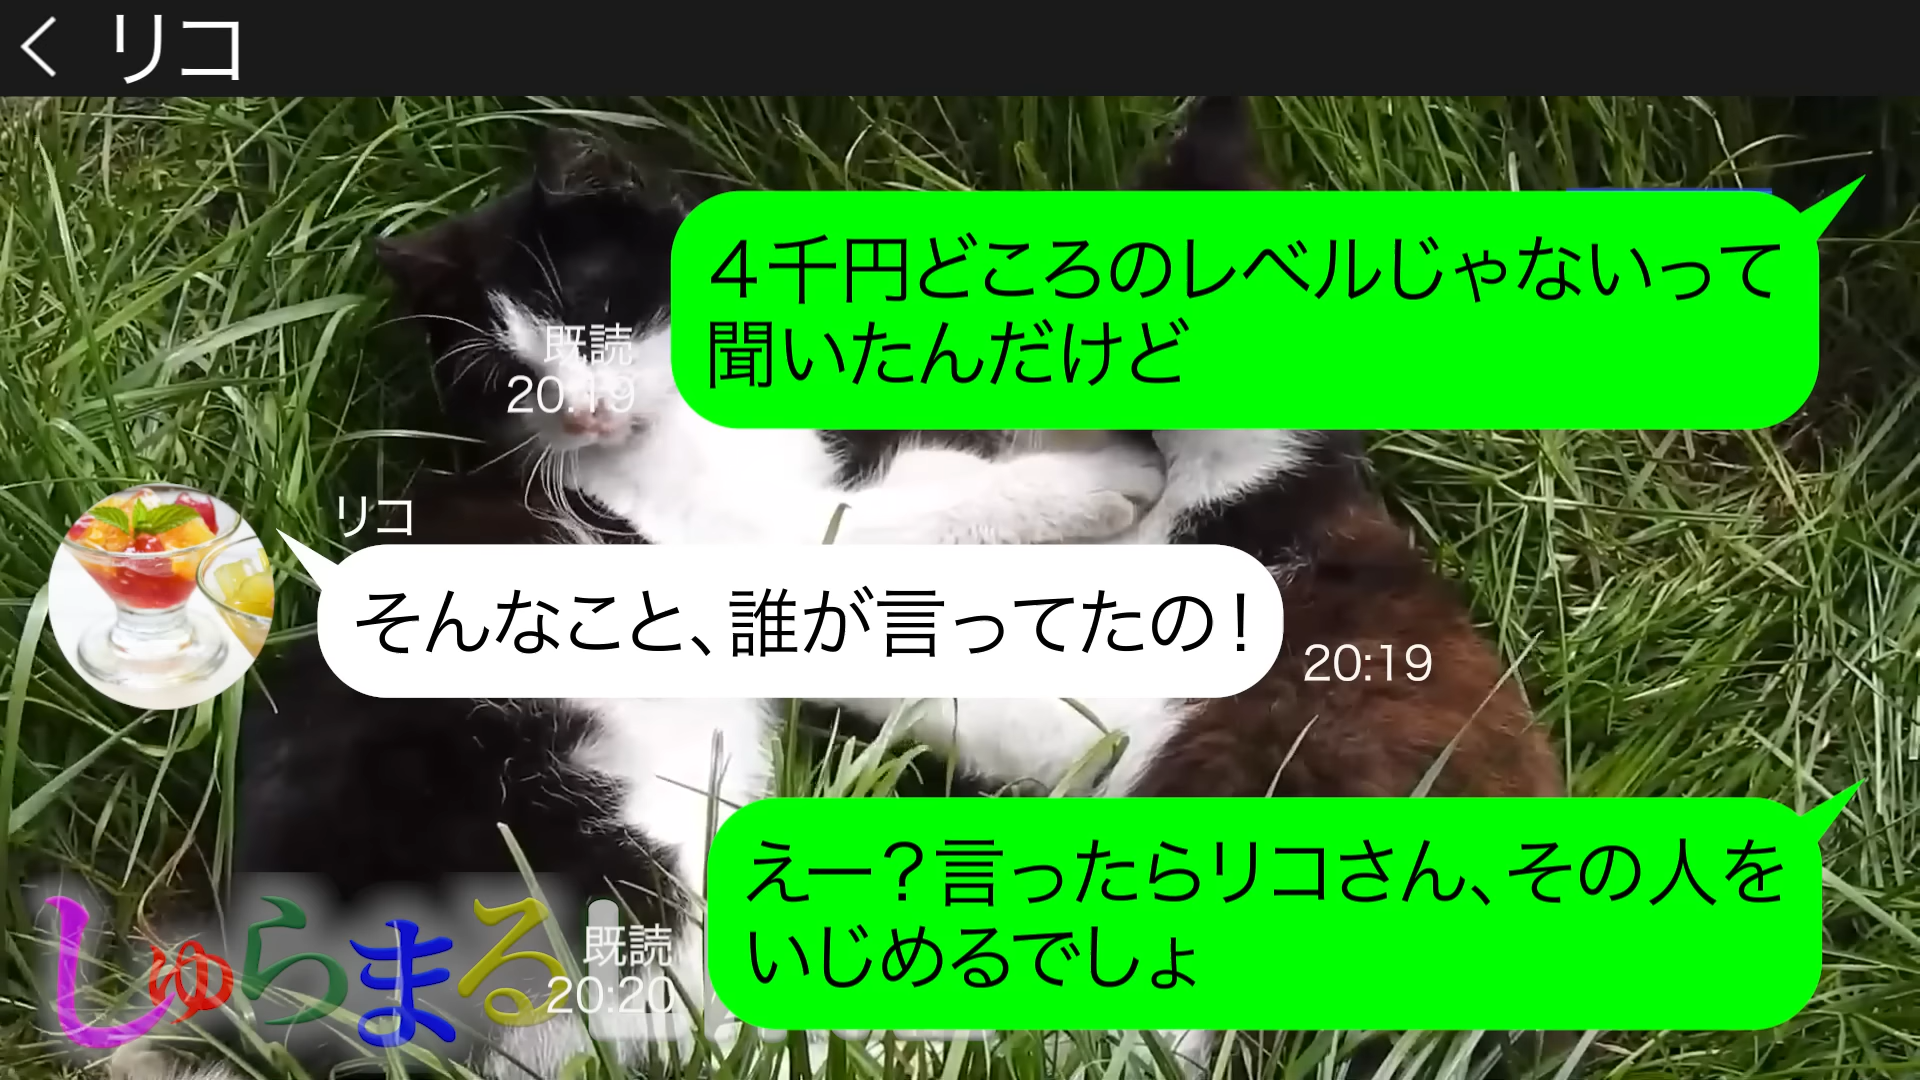 リコ
４千円どころのレベルじゃないって
聞いたんだけど
既読
20:19
リコ
そんなこと、誰が言ってたの！
20:19
えー？言ったらリコさん、その人を
いじめるでしょ
既読
20:20
しゅらまる